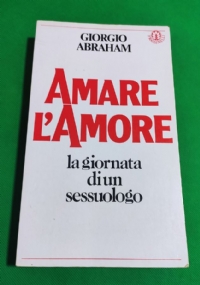 GIORGIO
ABRAHAM
AMARE
L'AMORE
la giornata
di un
sessuologo